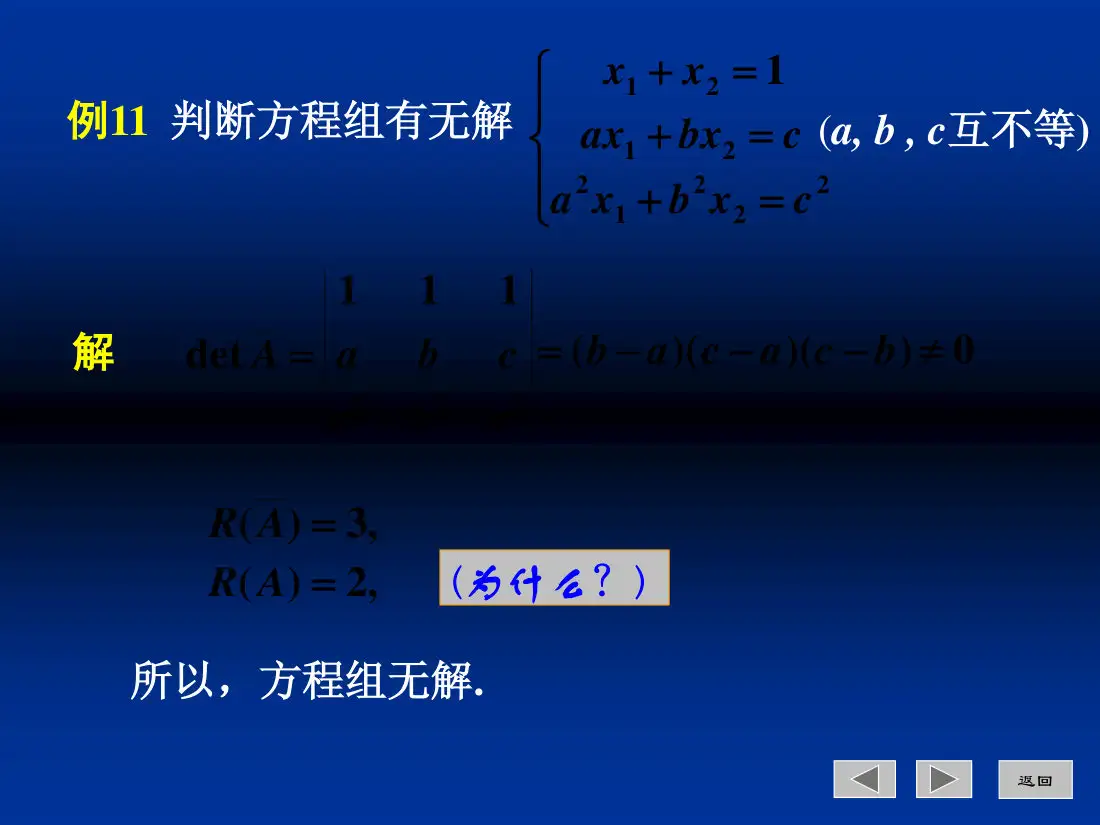 例11 判断方程组有无解 (a, b , c互不等)
x₁ + x₂ = 1
ax₁ + bx₂ = c
a²x₁ + b²x₂ = c²
1 1 1
解 det A = a b c = (b − a)(c − a)(c − b) ≠ 0
R(A̅) = 3,
R(A) = 2, (为什么?)
所以，方程组无解.
返回